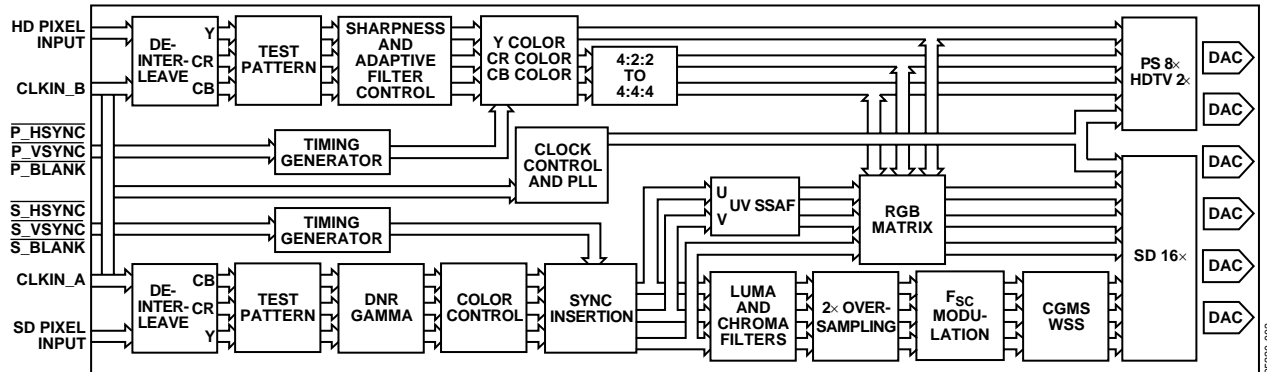 HD PIXEL
INPUT
CLKIN_B
P_HSYNC
P_VSYNC
P_BLANK
S_HSYNC
S_VSYNC
S_BLANK
CLKIN_A
SD PIXEL
INPUT
DE-
INTER-
LEAVE
Y
CR
CB
TEST
PATTERN
SHARPNESS
AND
ADAPTIVE
FILTER
CONTROL
Y COLOR
CR COLOR
CB COLOR
4:2:2
TO
4:4:4
PS 8×
HDTV 2×
DAC
DAC
DAC
DAC
DAC
DAC
TIMING
GENERATOR
CLOCK
CONTROL
AND PLL
TIMING
GENERATOR
U
V
UV SSAF
RGB
MATRIX
SD 16×
DE-
INTER-
LEAVE
CB
CR
Y
TEST
PATTERN
DNR
GAMMA
COLOR
CONTROL
SYNC
INSERTION
LUMA
AND
CHROMA
FILTERS
2× OVER-
SAMPLING
FSC
MODU-
LATION
CGMS
WSS